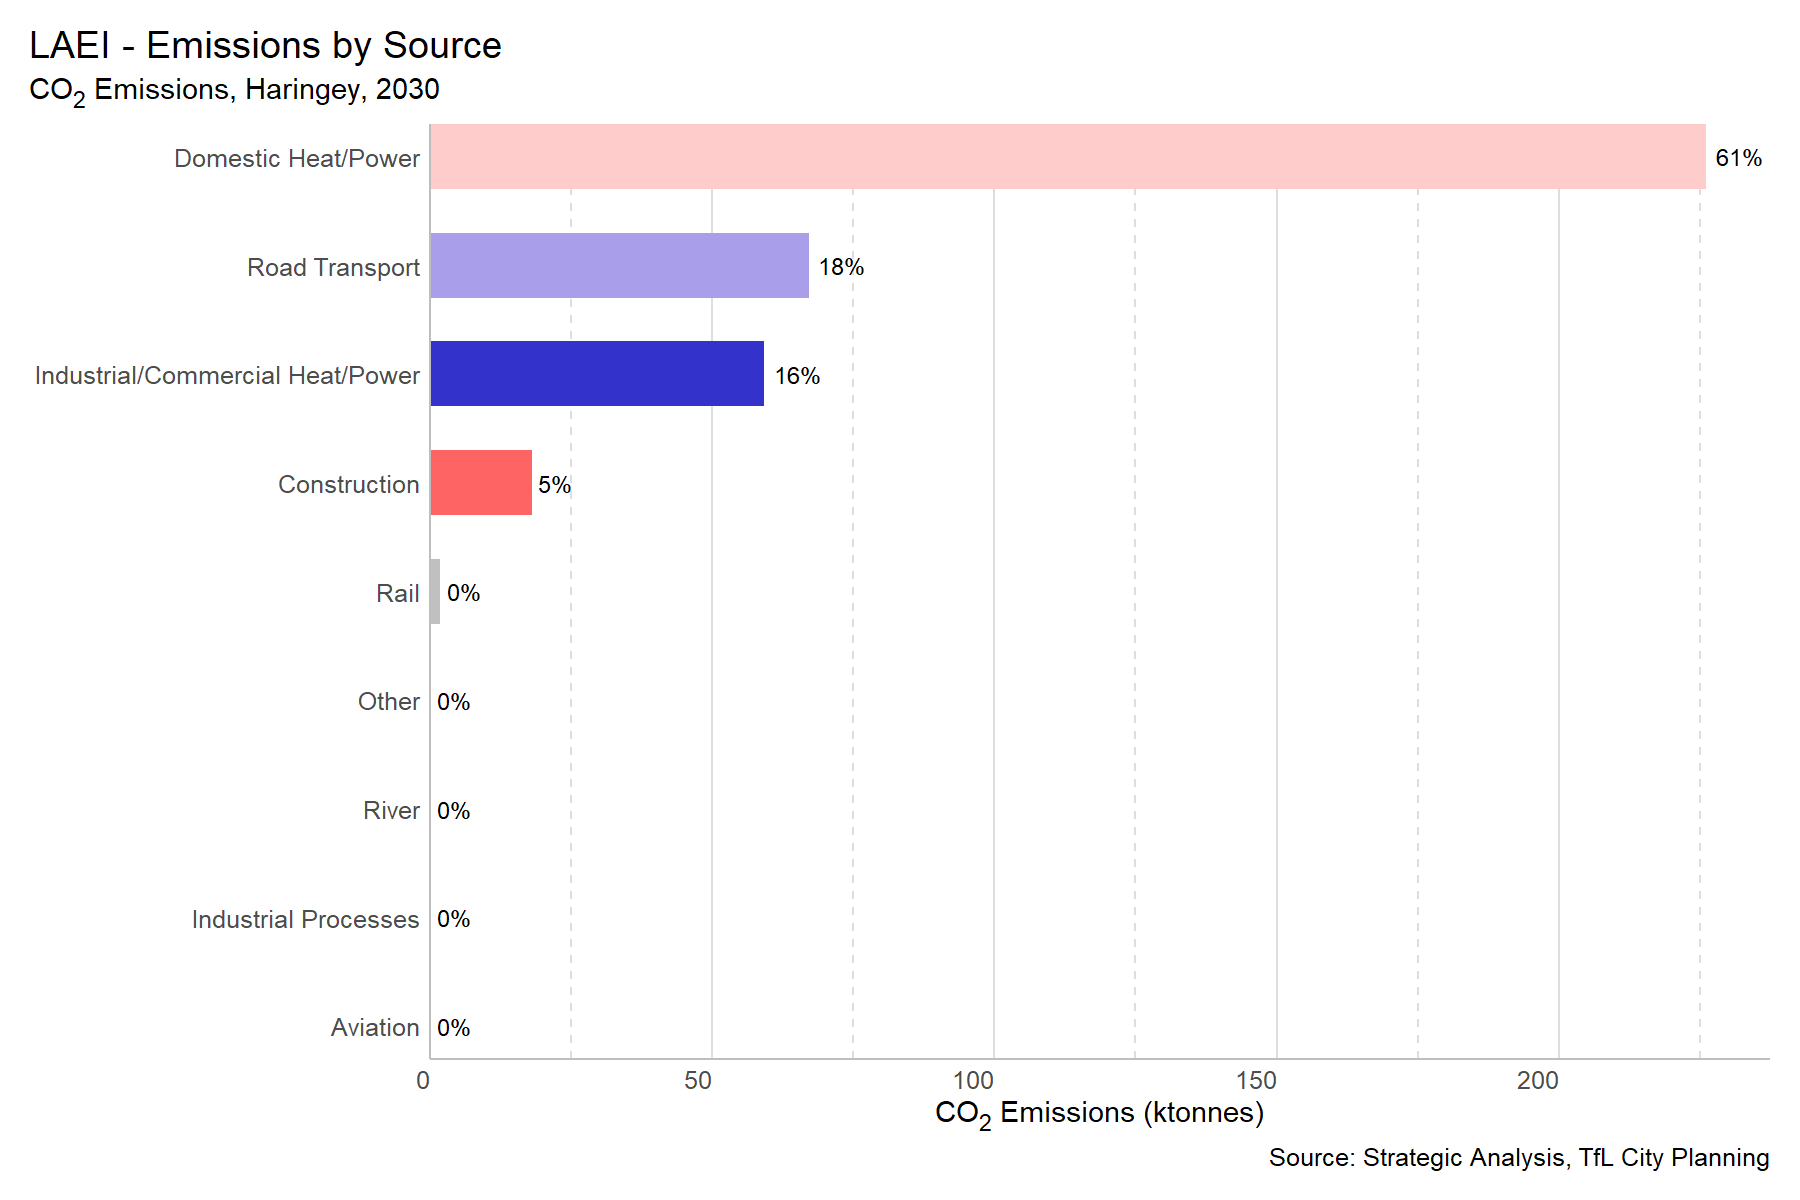 LAEI - Emissions by Source
CO2 Emissions, Haringey, 2030
Domestic Heat/Power 61%
Road Transport 18%
Industrial/Commercial Heat/Power 16%
Construction 5%
Rail 0%
Other 0%
River 0%
Industrial Processes 0%
Aviation 0%
0 50 100 150 200
CO2 Emissions (ktonnes)
Source: Strategic Analysis, TfL City Planning